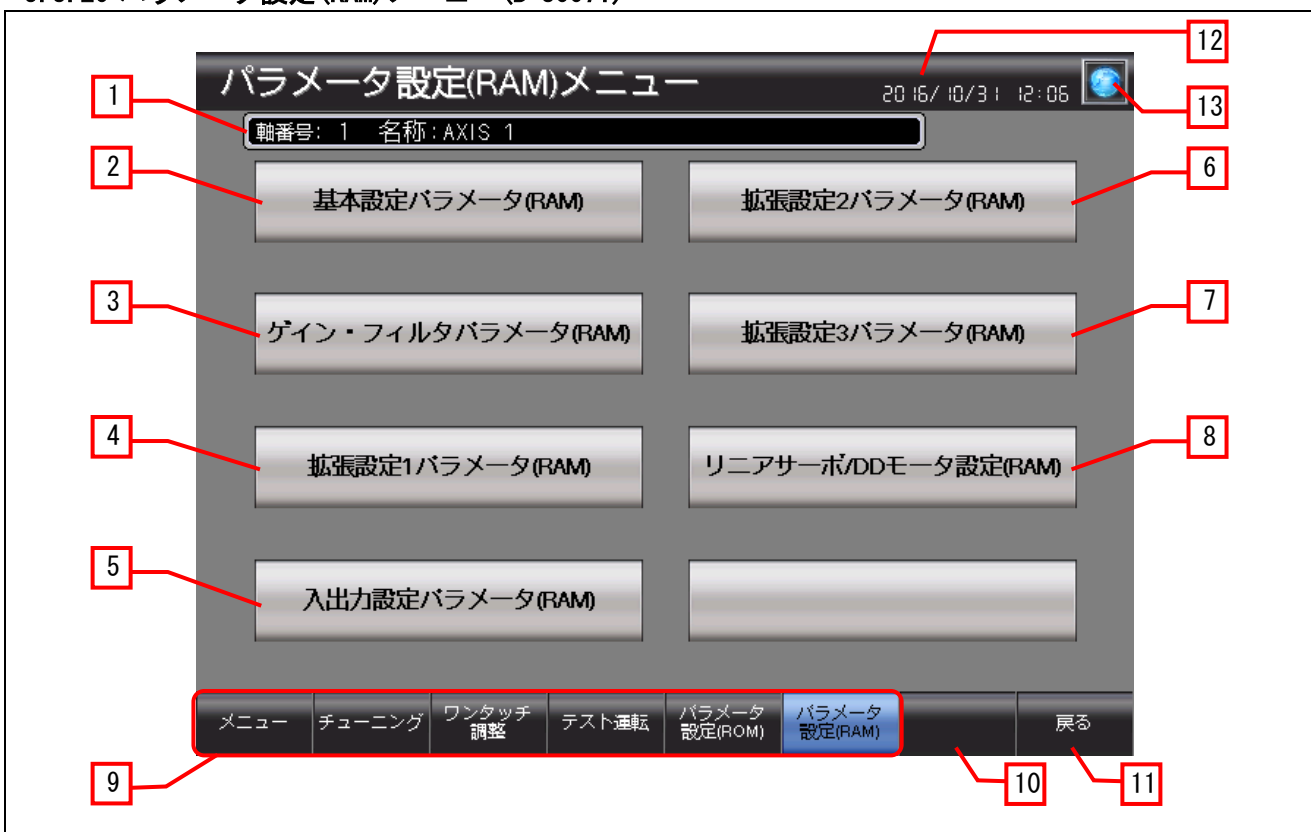 パラメータ設定(RAM)メニュー
2016/10/31 12:06
軸番号: 1 名称:AXIS 1
基本設定パラメータ(RAM)
拡張設定2パラメータ(RAM)
ゲイン・フィルタパラメータ(RAM)
拡張設定3パラメータ(RAM)
拡張設定1パラメータ(RAM)
リニアサーボ/DDモータ設定(RAM)
入出力設定パラメータ(RAM)
メニュー
チューニング
ワンタッチ
調整
テスト運転
パラメータ
設定(ROM)
パラメータ
設定(RAM)
戻る
1
2
3
4
5
6
7
8
9
10
11
12
13